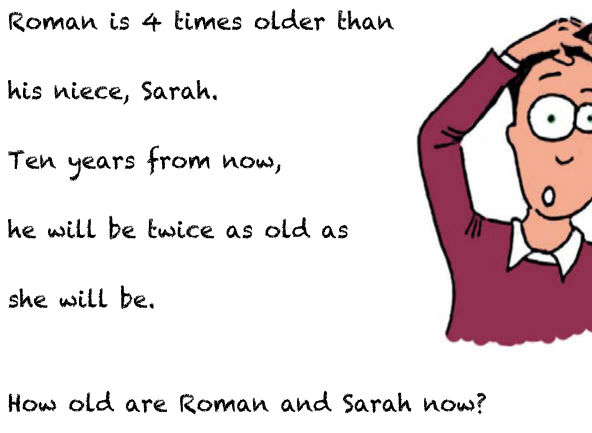 Roman is 4 times older than
his niece, Sarah.
Ten years from now,
he will be twice as old as
she will be.
How old are Roman and Sarah now?